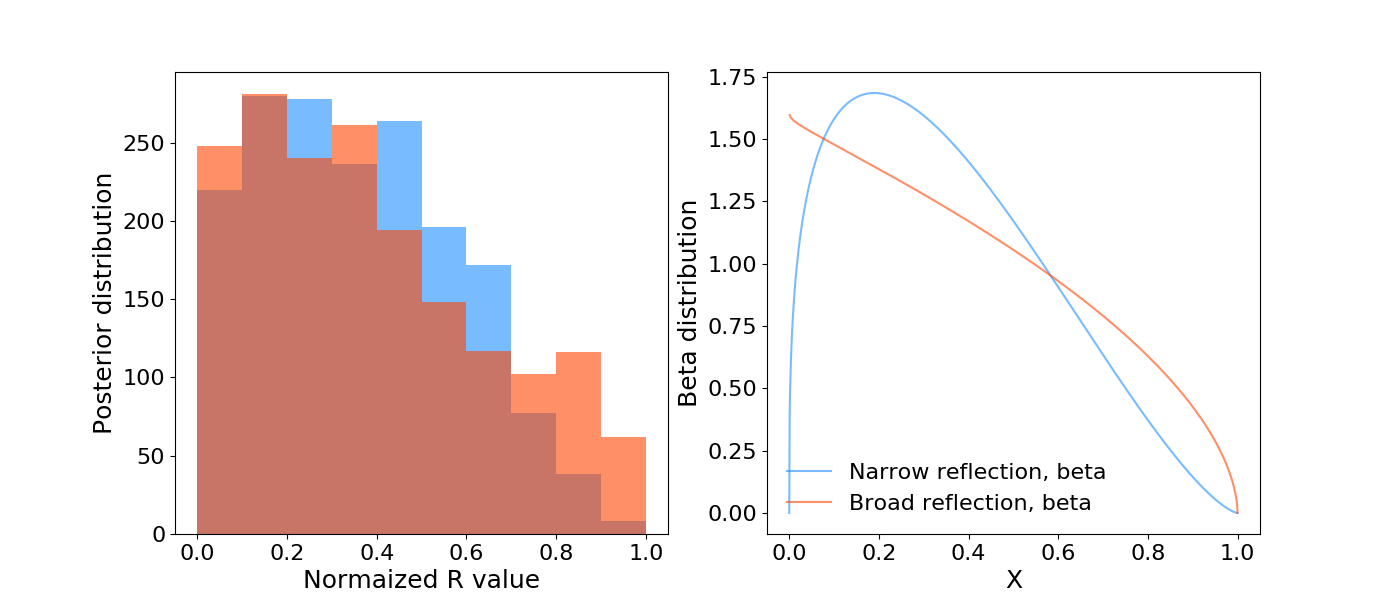 Posterior distribution
250
200
150
100
50
0
0.0 0.2 0.4 0.6 0.8 1.0
Normaized R value
Beta distribution
1.75
1.50
1.25
1.00
0.75
0.50
0.25
0.00
Narrow reflection, beta
Broad reflection, beta
0.0 0.2 0.4 0.6 0.8 1.0
X